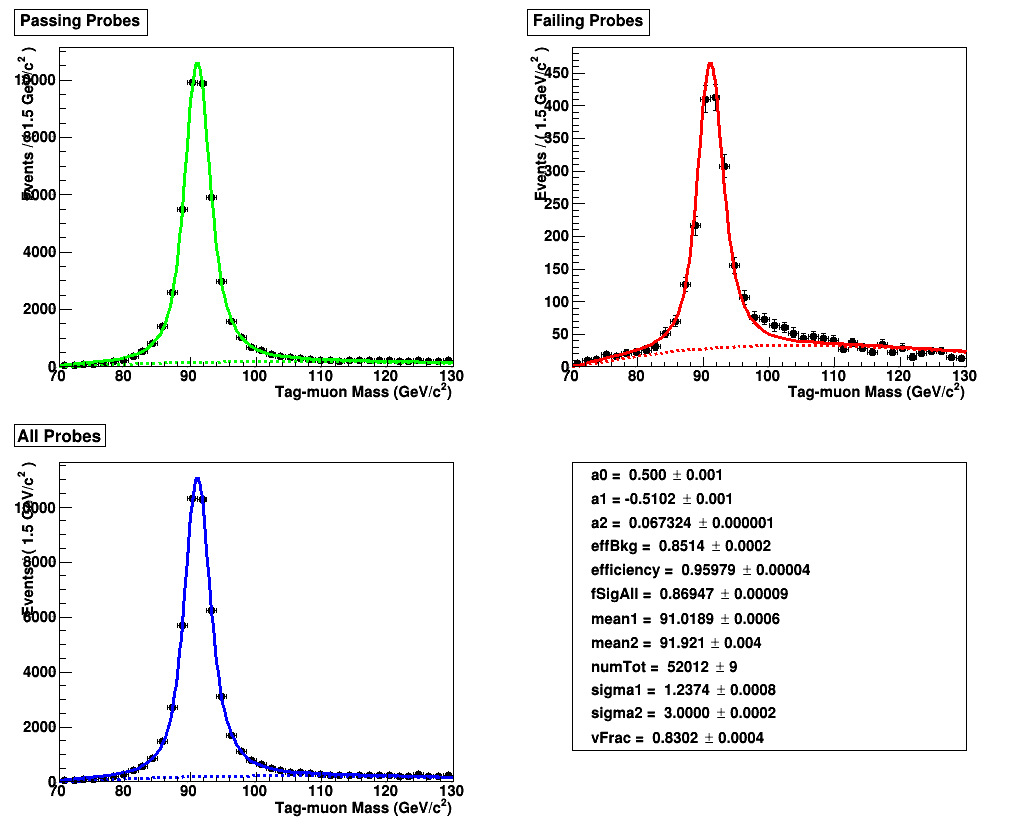 Passing Probes
Events / ( 1.5 GeV/c² )
10000
8000
6000
4000
2000
0
70 80 90 100 110 120 130
Tag-muon Mass (GeV/c²)
Failing Probes
Events / ( 1.5 GeV/c² )
450
400
350
300
250
200
150
100
50
0
70 80 90 100 110 120 130
Tag-muon Mass (GeV/c²)
All Probes
Events / ( 1.5 GeV/c² )
10000
8000
6000
4000
2000
0
70 80 90 100 110 120 130
Tag-muon Mass (GeV/c²)
a0 = 0.500 ± 0.001
a1 = -0.5102 ± 0.001
a2 = 0.067324 ± 0.000001
effBkg = 0.8514 ± 0.0002
efficiency = 0.95979 ± 0.00004
fSigAll = 0.86947 ± 0.00009
mean1 = 91.0189 ± 0.0006
mean2 = 91.921 ± 0.004
numTot = 52012 ± 9
sigma1 = 1.2374 ± 0.0008
sigma2 = 3.0000 ± 0.0002
vFrac = 0.8302 ± 0.0004